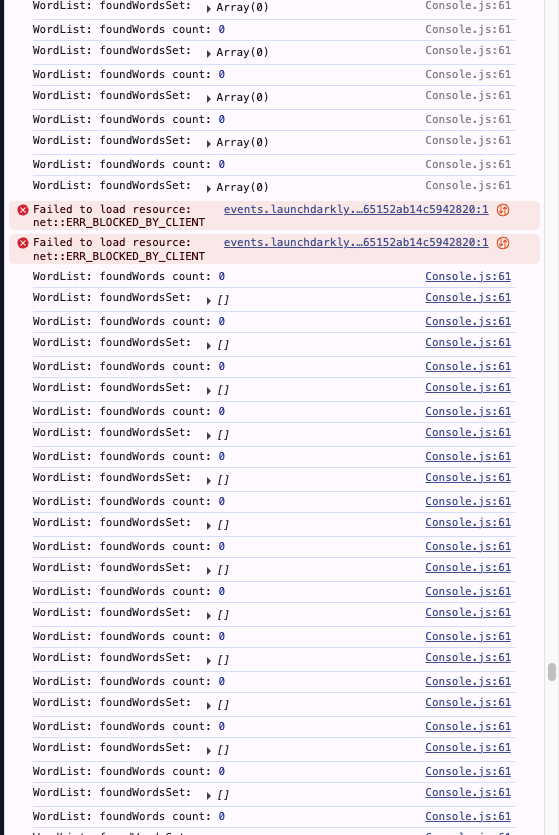 WordList: foundWordsSet: ▸ Array(0) Console.js:61
WordList: foundWords count: 0 Console.js:61
WordList: foundWordsSet: ▸ Array(0) Console.js:61
WordList: foundWords count: 0 Console.js:61
WordList: foundWordsSet: ▸ Array(0) Console.js:61
WordList: foundWords count: 0 Console.js:61
WordList: foundWordsSet: ▸ Array(0) Console.js:61
WordList: foundWords count: 0 Console.js:61
WordList: foundWordsSet: ▸ Array(0) Console.js:61
Failed to load resource: events.launchdarkly.…65152ab14c5942820:1
net::ERR_BLOCKED_BY_CLIENT
Failed to load resource: events.launchdarkly.…65152ab14c5942820:1
net::ERR_BLOCKED_BY_CLIENT
WordList: foundWords count: 0 Console.js:61
WordList: foundWordsSet: ▸ [] Console.js:61
WordList: foundWords count: 0 Console.js:61
WordList: foundWordsSet: ▸ [] Console.js:61
WordList: foundWords count: 0 Console.js:61
WordList: foundWordsSet: ▸ [] Console.js:61
WordList: foundWords count: 0 Console.js:61
WordList: foundWordsSet: ▸ [] Console.js:61
WordList: foundWords count: 0 Console.js:61
WordList: foundWordsSet: ▸ [] Console.js:61
WordList: foundWords count: 0 Console.js:61
WordList: foundWordsSet: ▸ [] Console.js:61
WordList: foundWords count: 0 Console.js:61
WordList: foundWordsSet: ▸ [] Console.js:61
WordList: foundWords count: 0 Console.js:61
WordList: foundWordsSet: ▸ [] Console.js:61
WordList: foundWords count: 0 Console.js:61
WordList: foundWordsSet: ▸ [] Console.js:61
WordList: foundWords count: 0 Console.js:61
WordList: foundWordsSet: ▸ [] Console.js:61
WordList: foundWords count: 0 Console.js:61
WordList: foundWordsSet: ▸ [] Console.js:61
WordList: foundWords count: 0 Console.js:61
WordList: foundWordsSet: ▸ [] Console.js:61
WordList: foundWords count: 0 Console.js:61